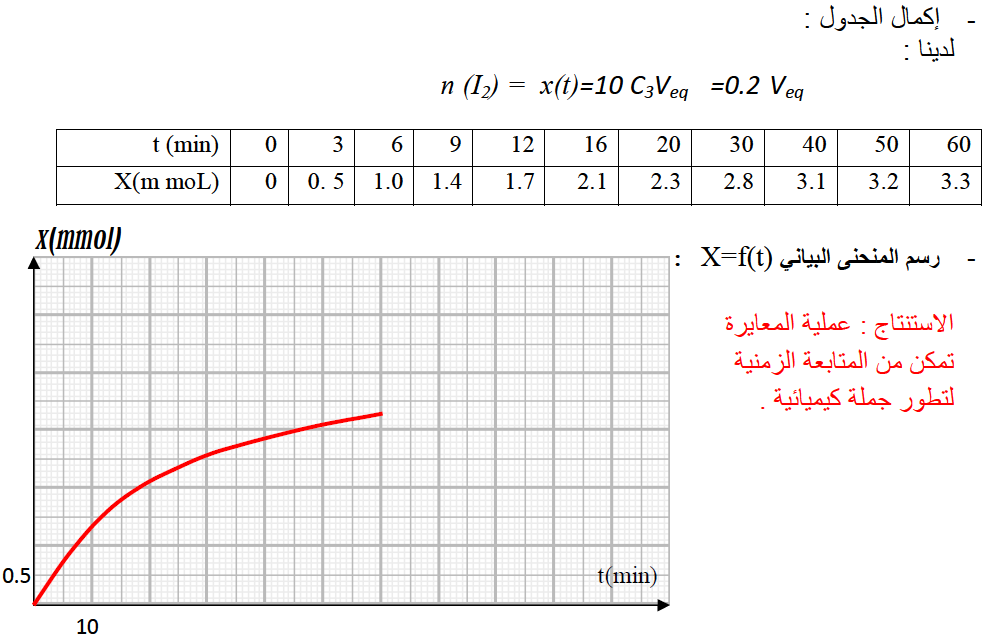 - إكمال الجدول :
لدينا :
n (I₂) = x(t)=10 C₃Veq =0.2 Veq
t (min) 0 3 6 9 12 16 20 30 40 50 60
X(m moL) 0 0. 5 1.0 1.4 1.7 2.1 2.3 2.8 3.1 3.2 3.3
- رسم المنحنى البياني X=f(t) :
X(mmol)
الاستنتاج : عملية المعايرة
تمكن من المتابعة الزمنية
لتطور جملة كيميائية .
0.5
t(min)
10